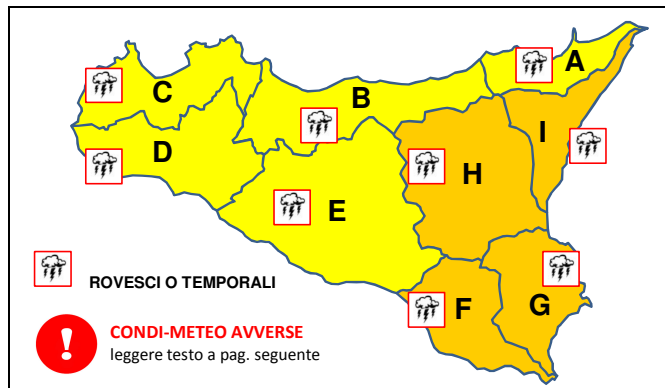 A
C
B
I
D
H
E
ROVESCI O TEMPORALI
F
G
CONDI-METEO AVVERSE
leggere testo a pag. seguente